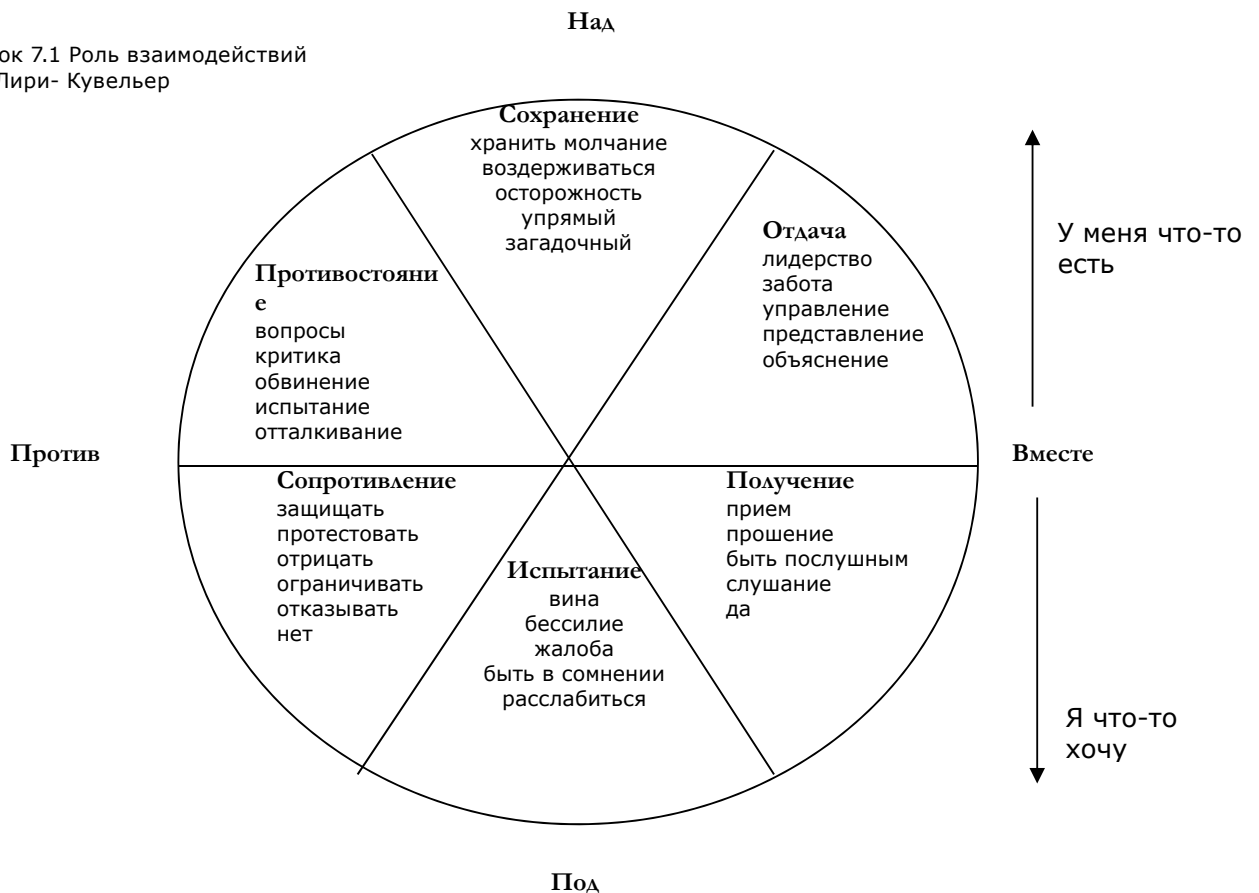 Над
ок 7.1 Роль взаимодействий
Лири- Кувельер
Сохранение
хранить молчание
воздерживаться
осторожность
упрямый
загадочный
Отдача
лидерство
забота
управление
представление
объяснение
У меня что-то
есть
Противостояни
е
вопросы
критика
обвинение
испытание
отталкивание
Против
Вместе
Сопротивление
защищать
протестовать
отрицать
ограничивать
отказывать
нет
Испытание
вина
бессилие
жалоба
быть в сомнении
расслабиться
Получение
прием
прошение
быть послушным
слушание
да
Я что-то
хочу
Под